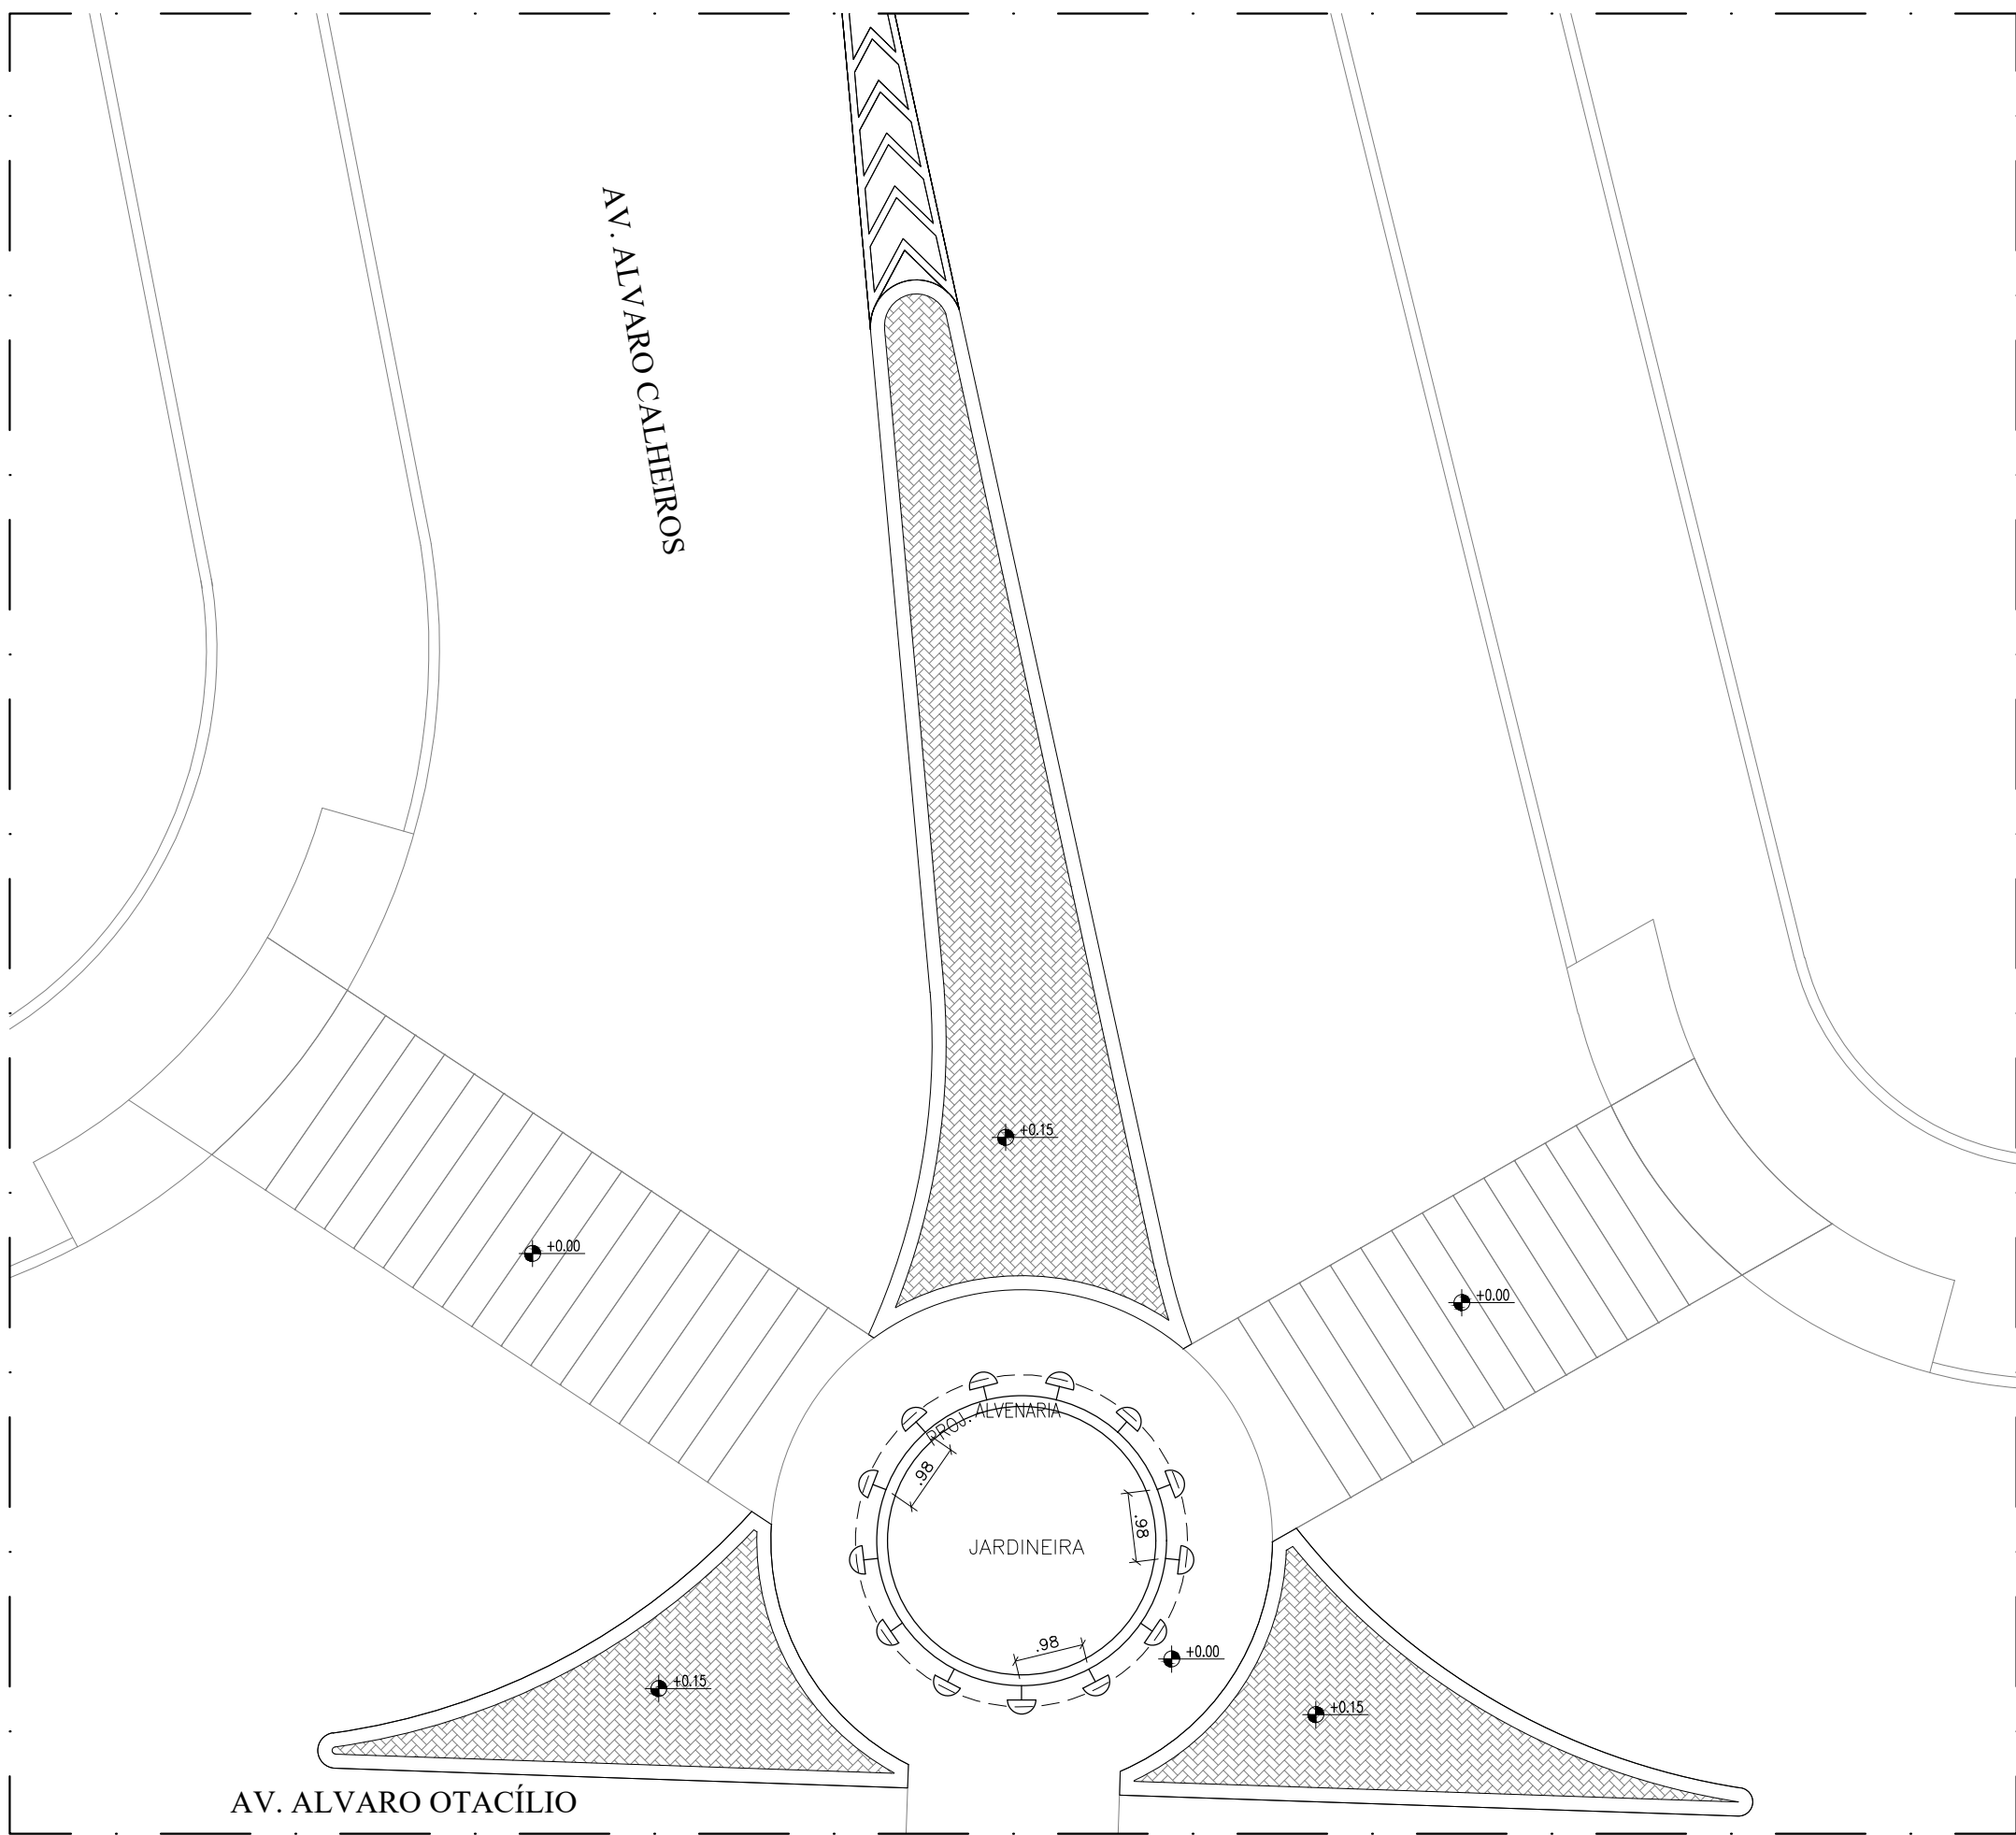 AV. ALVARO CALHEIROS
+0.15
+0.00
+0.00
PROJ. ALVENARIA
.98
.98
JARDINEIRA
.98
+0.00
+0.15
+0.15
AV. ALVARO OTACÍLIO